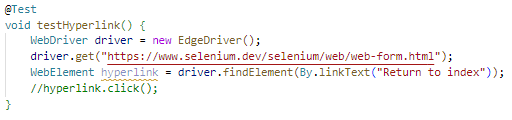 @Test
void testHyperlink() {
    WebDriver driver = new EdgeDriver();
    driver.get("https://www.selenium.dev/selenium/web/web-form.html");
    WebElement hyperlink = driver.findElement(By.linkText("Return to index"));
    //hyperlink.click();
}